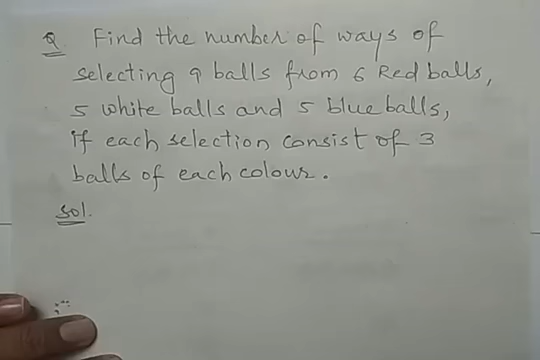 Q Find the number of ways of
selecting 9 balls from 6 Red balls,
5 white balls and 5 blue balls,
if each selection consist of 3
balls of each colour.
Sol.